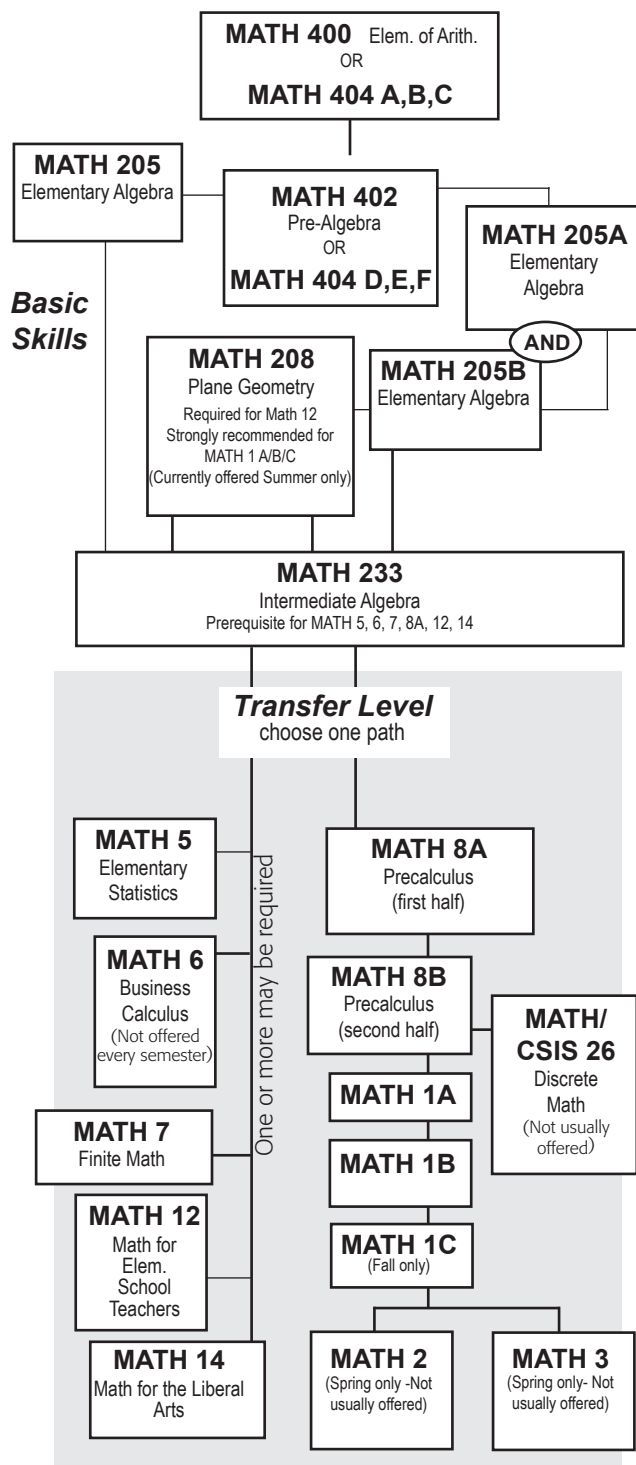 MATH 400 Elem. of Arith.
OR
MATH 404 A,B,C
MATH 205
Elementary Algebra
MATH 402
Pre-Algebra
OR
MATH 404 D,E,F
MATH 205A
Elementary
Algebra
Basic
Skills
AND
MATH 208
Plane Geometry
Required for Math 12
Strongly recommended for
MATH 1 A/B/C
(Currently offered Summer only)
MATH 205B
Elementary Algebra
MATH 233
Intermediate Algebra
Prerequisite for MATH 5, 6, 7, 8A, 12, 14
Transfer Level
choose one path
MATH 5
Elementary
Statistics
MATH 6
Business
Calculus
(Not offered
every semester)
MATH 7
Finite Math
MATH 12
Math for
Elem.
School
Teachers
MATH 14
Math for the Liberal
Arts
One or more may be required
MATH 8A
Precalculus
(first half)
MATH 8B
Precalculus
(second half)
MATH/
CSIS 26
Discrete
Math
(Not usually
offered)
MATH 1A
MATH 1B
MATH 1C
(Fall only)
MATH 2
(Spring only -Not
usually offered)
MATH 3
(Spring only- Not
usually offered)